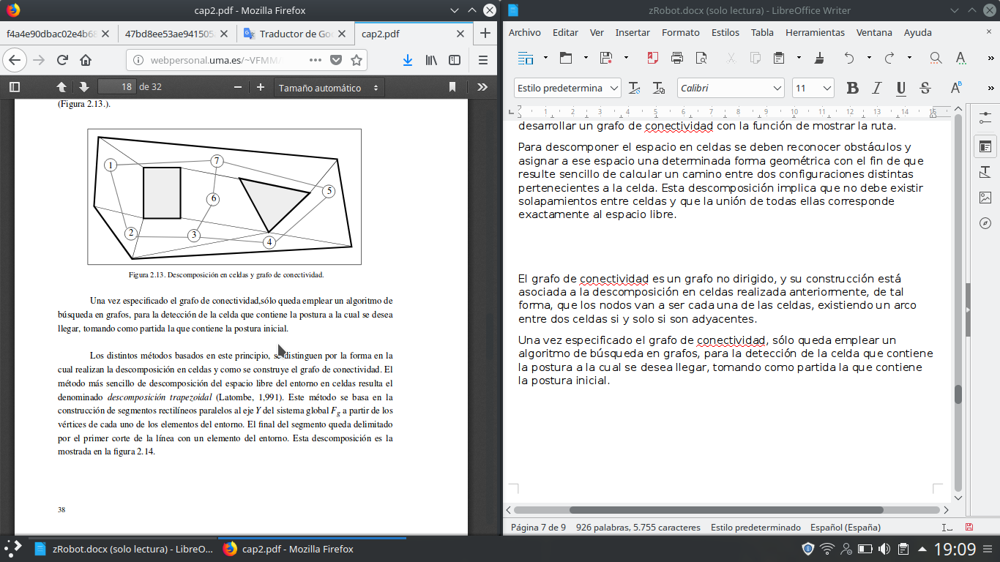 cap2.pdf - Mozilla Firefox
f4a4e90dbac02e4b68
47bd8ee53ae941505
Traductor de Goo
cap2.pdf
webpersonal.uma.es/~VFMM
18 de 32
Tamaño automático
(Figura 2.13.).
1
7
6
5
2
3
4
Figura 2.13. Descomposición en celdas y grafo de conectividad.
Una vez especificado el grafo de conectividad,sólo queda emplear un algoritmo de
búsqueda en grafos, para la detección de la celda que contiene la postura a la cual se desea
llegar, tomando como partida la que contiene la postura inicial.
Los distintos métodos basados en este principio, se distinguen por la forma en la
cual realizan la descomposición en celdas y como se construye el grafo de conectividad. El
método más sencillo de descomposición del espacio libre del entorno en celdas resulta el
denominado descomposición trapezoidal (Latombe, 1,991). Este método se basa en la
construcción de segmentos rectilíneos paralelos al eje Y del sistema global Fg a partir de los
vértices de cada uno de los elementos del entorno. El final del segmento queda delimitado
por el primer corte de la línea con un elemento del entorno. Esta descomposición es la
mostrada en la figura 2.14.
38
zRobot.docx (solo lectura) - LibreOffice Writer
Archivo Editar Ver Insertar Formato Estilos Tabla Herramientas Ventana Ayuda
Estilo predetermina
Calibri
11
1 2 3 4 5 6 7 8 9 10 11 12 13 14 15
desarrollar un grafo de conectividad con la función de mostrar la ruta.
Para descomponer el espacio en celdas se deben reconocer obstáculos y
asignar a ese espacio una determinada forma geométrica con el fin de que
resulte sencillo de calcular un camino entre dos configuraciones distintas
pertenecientes a la celda. Esta descomposición implica que no debe existir
solapamientos entre celdas y que la unión de todas ellas corresponde
exactamente al espacio libre.
El grafo de conectividad es un grafo no dirigido, y su construcción está
asociada a la descomposición en celdas realizada anteriormente, de tal
forma, que los nodos van a ser cada una de las celdas, existiendo un arco
entre dos celdas si y solo si son adyacentes.
Una vez especificado el grafo de conectividad, sólo queda emplear un
algoritmo de búsqueda en grafos, para la detección de la celda que contiene
la postura a la cual se desea llegar, tomando como partida la que contiene
la postura inicial.
Página 7 de 9 926 palabras, 5.755 caracteres Estilo predeterminado Español (España)
zRobot.docx (solo lectura) - LibreO...
cap2.pdf - Mozilla Firefox
19:09